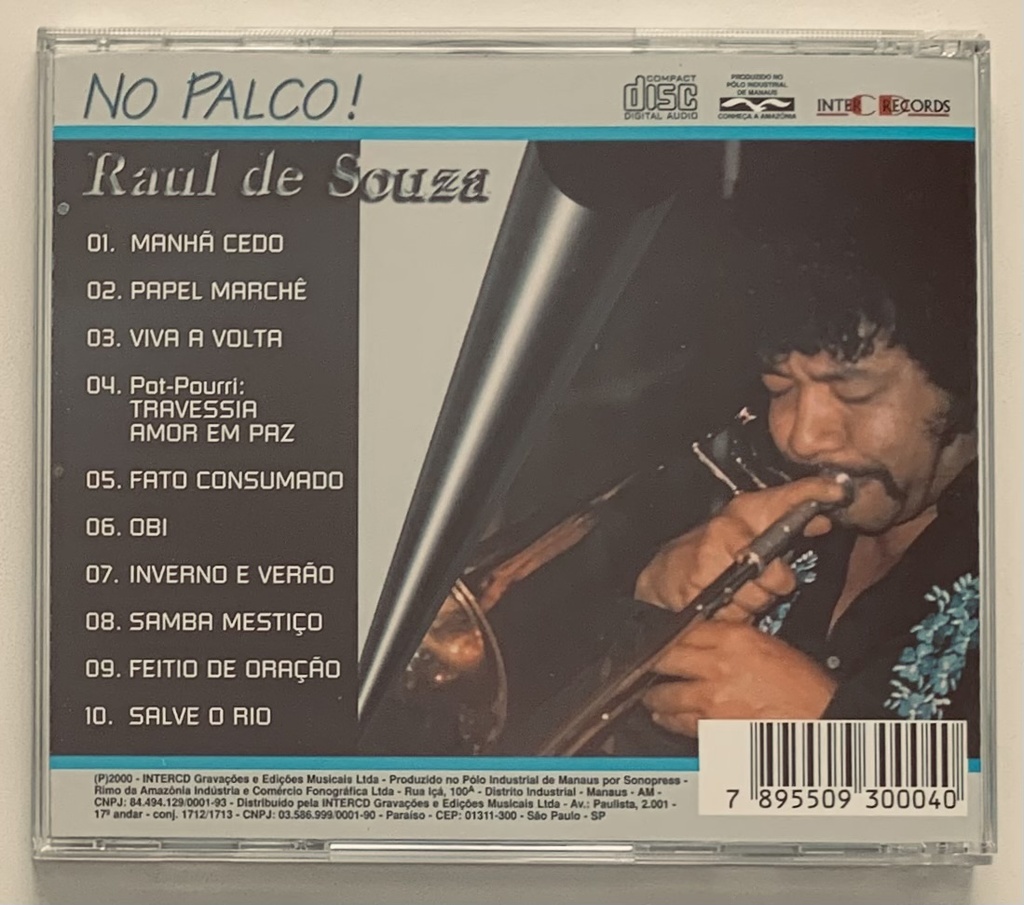 NO PALCO!
COMPACT
disc
DIGITAL AUDIO
PRODUZIDO NO
PÓLO INDUSTRIAL
DE MANAUS
CONHEÇA A AMAZÔNIA
INTER CD RECORDS
Raul de Souza
01. MANHÃ CEDO
02. PAPEL MARCHÊ
03. VIVA A VOLTA
04. Pot-Pourri:
TRAVESSIA
AMOR EM PAZ
05. FATO CONSUMADO
06. OBI
07. INVERNO E VERÃO
08. SAMBA MESTIÇO
09. FEITIO DE ORAÇÃO
10. SALVE O RIO
(P)2000 - INTERCD Gravações e Edições Musicais Ltda - Produzido no Pólo Industrial de Manaus por Sonopress -
Rimo da Amazônia Indústria e Comércio Fonográfica Ltda - Rua Içá, 100ᴬ - Distrito Industrial - Manaus - AM -
CNPJ: 84.494.129/0001-93 - Distribuído pela INTERCD Gravações e Edições Musicais Ltda - Av.: Paulista, 2.001 -
17º andar - conj. 1712/1713 - CNPJ: 03.586.999/0001-90 - Paraíso - CEP: 01311-300 - São Paulo - SP
7 895509 300040